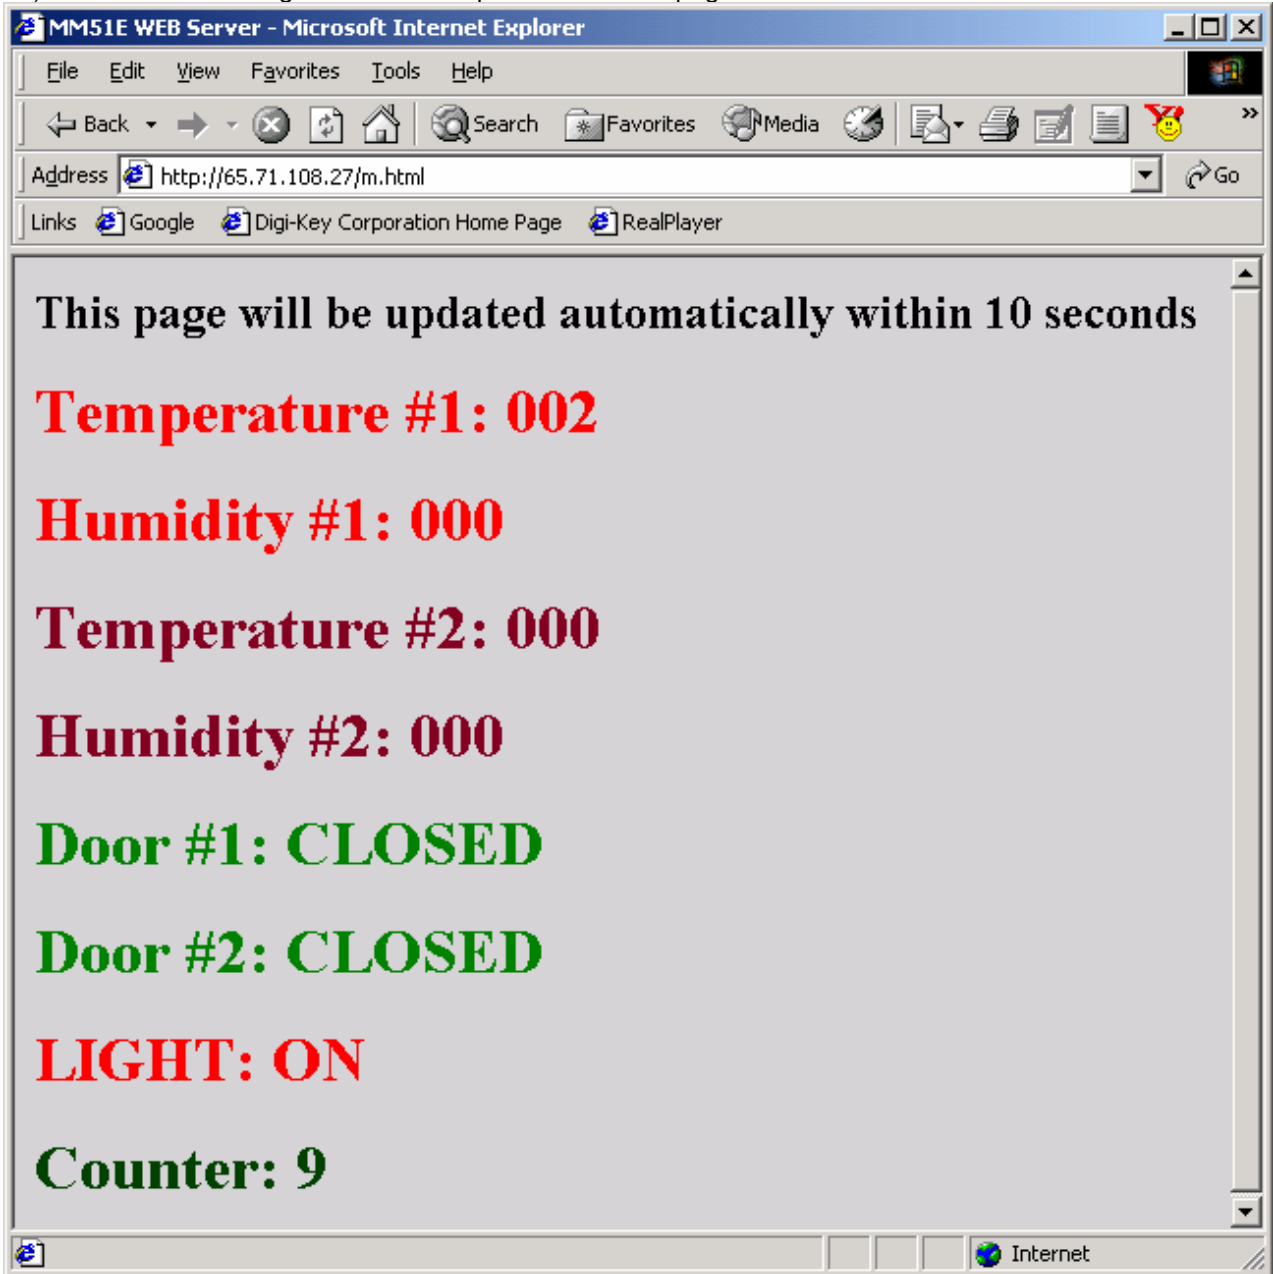 MM51E WEB Server - Microsoft Internet Explorer
File Edit View Favorites Tools Help
Back Search Favorites Media »
Address http://65.71.108.27/m.html Go
Links Google Digi-Key Corporation Home Page RealPlayer
This page will be updated automatically within 10 seconds
Temperature #1: 002
Humidity #1: 000
Temperature #2: 000
Humidity #2: 000
Door #1: CLOSED
Door #2: CLOSED
LIGHT: ON
Counter: 9
Internet